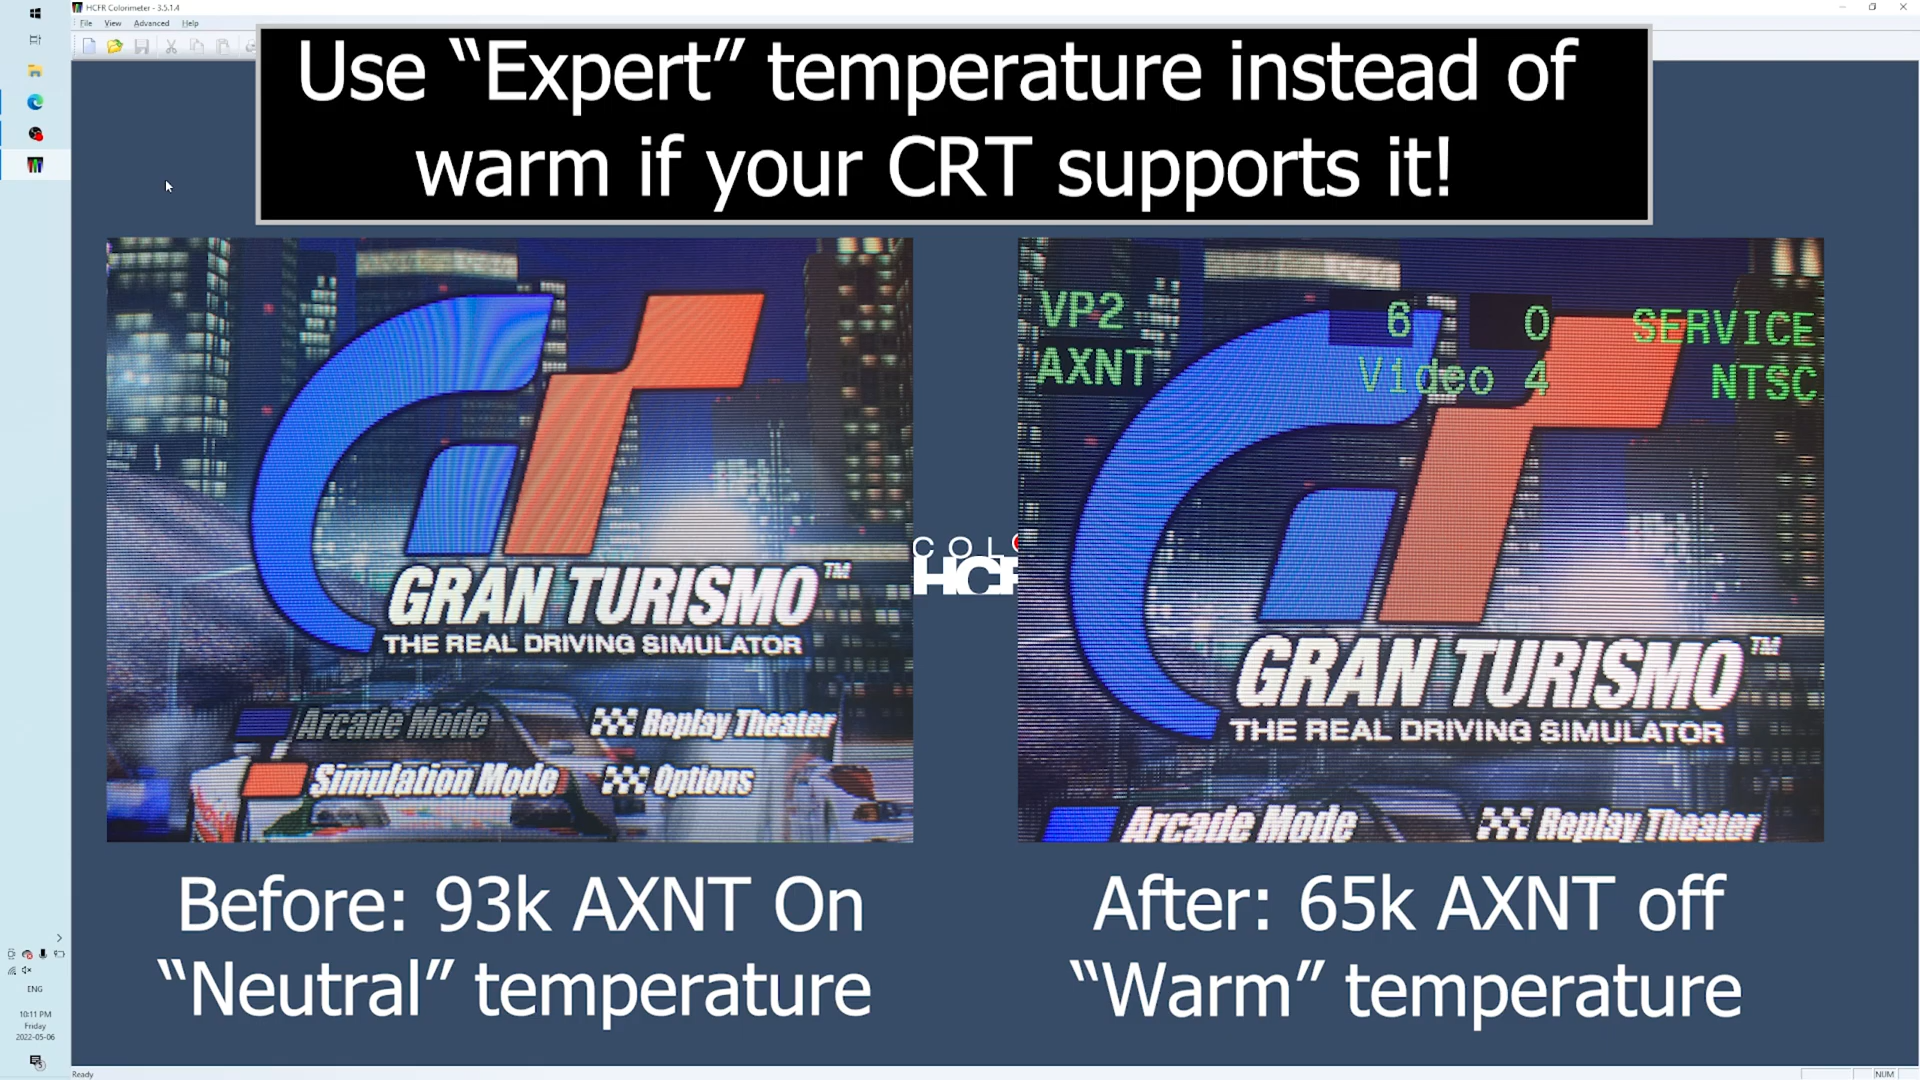 HCFR Colorimeter - 3.5.1.4
File View Advanced Help
Use “Expert” temperature instead of
warm if your CRT supports it!
GRAN TURISMO™
THE REAL DRIVING SIMULATOR
Arcade Mode
Replay Theater
Simulation Mode
Options
COL
HCF
VP2 6 0 SERVICE
AXNT Video 4 NTSC
GRAN TURISMO™
THE REAL DRIVING SIMULATOR
Arcade Mode
Replay Theater
Before: 93k AXNT On
“Neutral” temperature
After: 65k AXNT off
“Warm” temperature
ENG
10:11 PM
Friday
2022-05-06
Ready
NUM